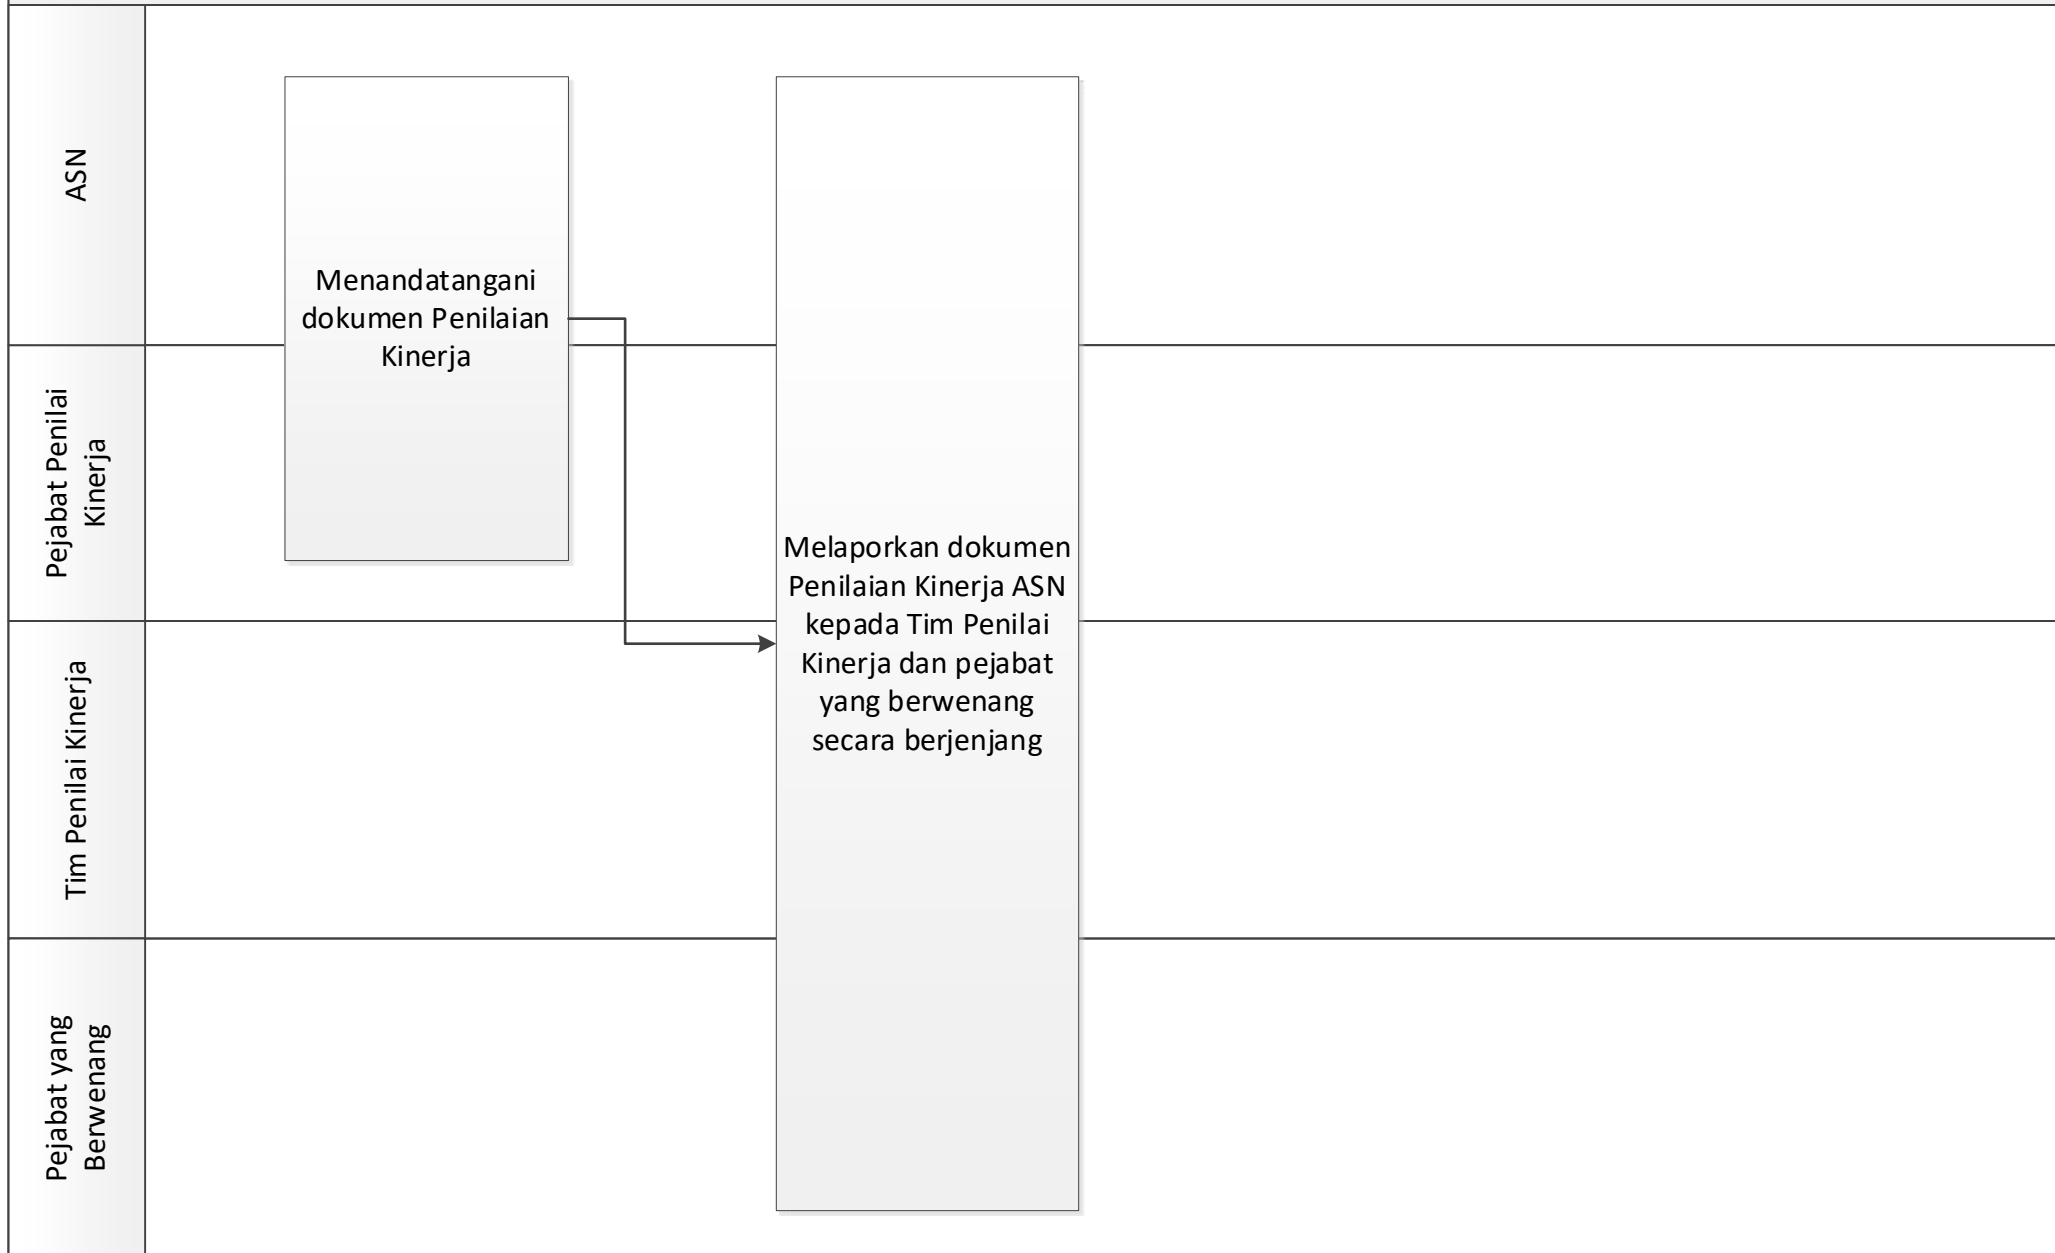 ASN
Menandatangani
dokumen Penilaian
Kinerja
Pejabat Penilai
Kinerja
Melaporkan dokumen
Penilaian Kinerja ASN
kepada Tim Penilai
Kinerja dan pejabat
yang berwenang
secara berjenjang
Tim Penilai Kinerja
Pejabat yang
Berwenang